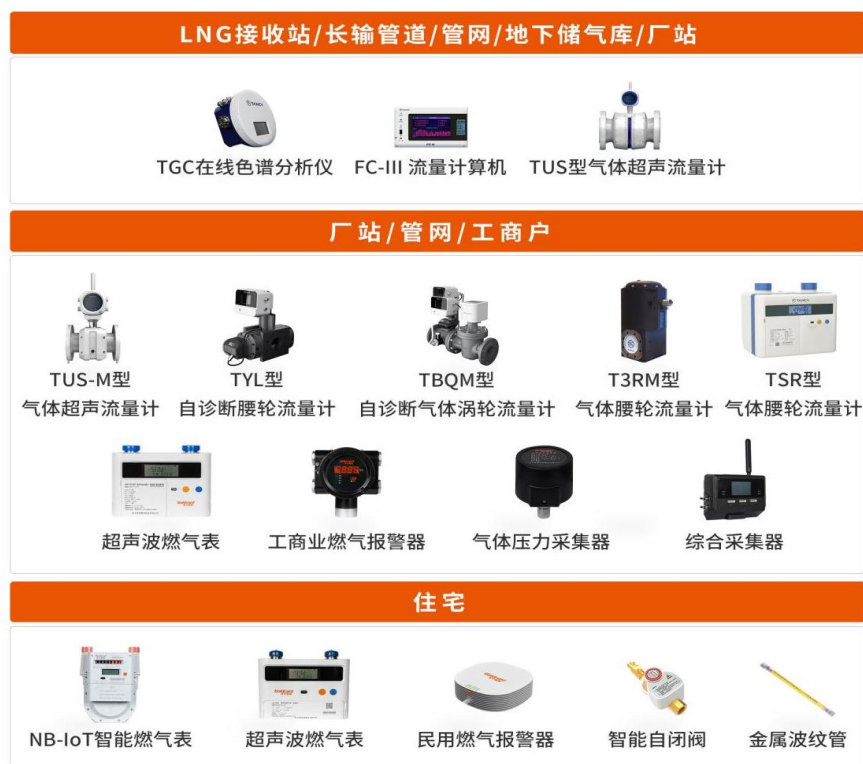 LNG接收站/长输管道/管网/地下储气库/厂站
TGC在线色谱分析仪 FC-III 流量计算机 TUS型气体超声流量计
厂站/管网/工商户
TUS-M型 TYL型 TBQM型 T3RM型 TSR型
气体超声流量计 自诊断腰轮流量计 自诊断气体涡轮流量计 气体腰轮流量计 气体腰轮流量计
超声波燃气表 工商业燃气报警器 气体压力采集器 综合采集器
住宅
NB-IoT智能燃气表 超声波燃气表 民用燃气报警器 智能自闭阀 金属波纹管